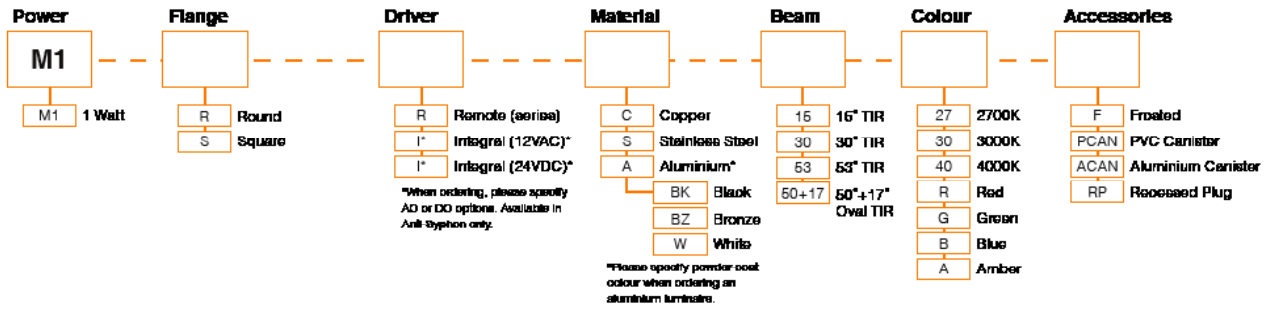 Power Flange Driver Material Beam Colour Accessories
M1
M1 1 Watt
R Round
S Square
R Remote (series)
I* Integral (12VAC)*
I* Integral (24VDC)*
*When ordering, please specify
AD or DD options. Available in
Anti-Syphon only.
C Copper
S Stainless Steel
A Aluminium*
BK Black
BZ Bronze
W White
*Please specify powder coat
colour when ordering an
aluminium luminaire.
15 15° TIR
30 30° TIR
53 53° TIR
50+17 50°+17°
Oval TIR
27 2700K
30 3000K
40 4000K
R Red
G Green
B Blue
A Amber
F Frosted
PCAN PVC Canister
ACAN Aluminium Canister
RP Recessed Plug